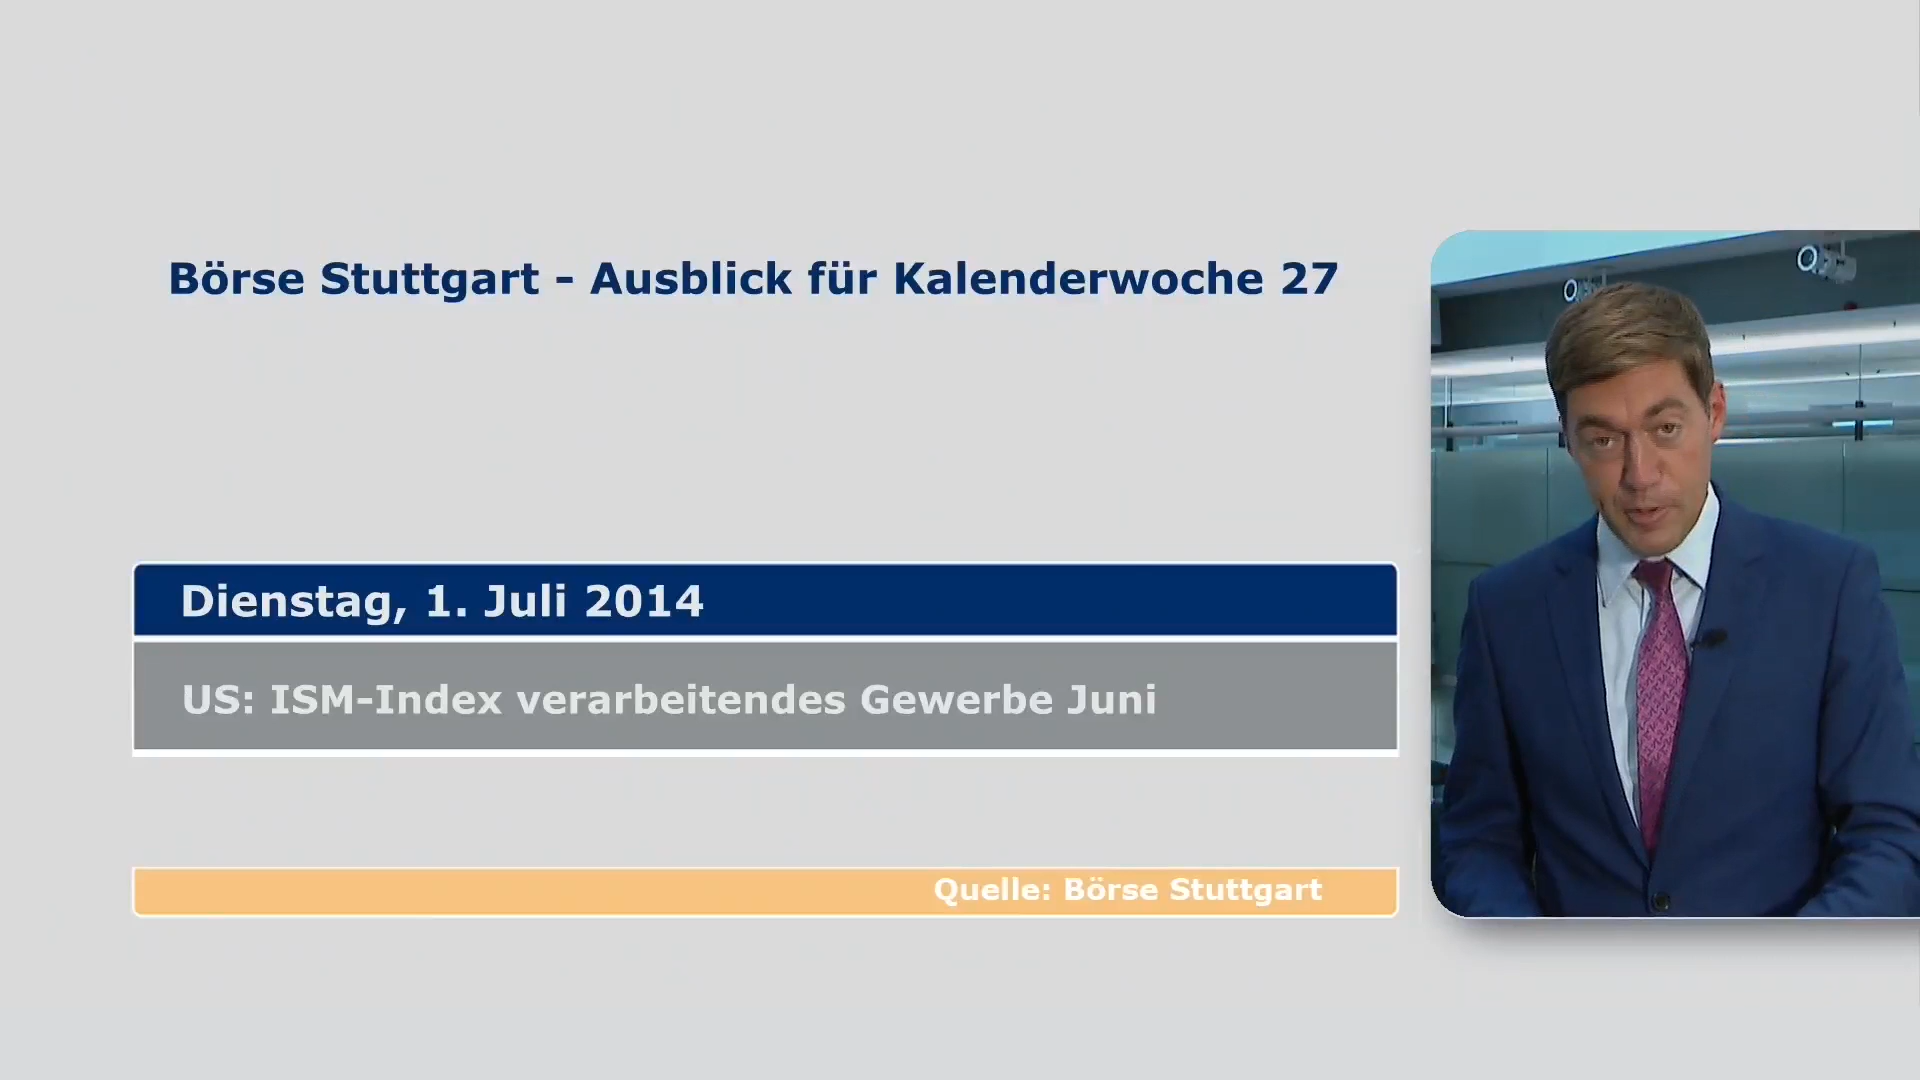 Börse Stuttgart - Ausblick für Kalenderwoche 27
Dienstag, 1. Juli 2014
US: ISM-Index verarbeitendes Gewerbe Juni
Quelle: Börse Stuttgart